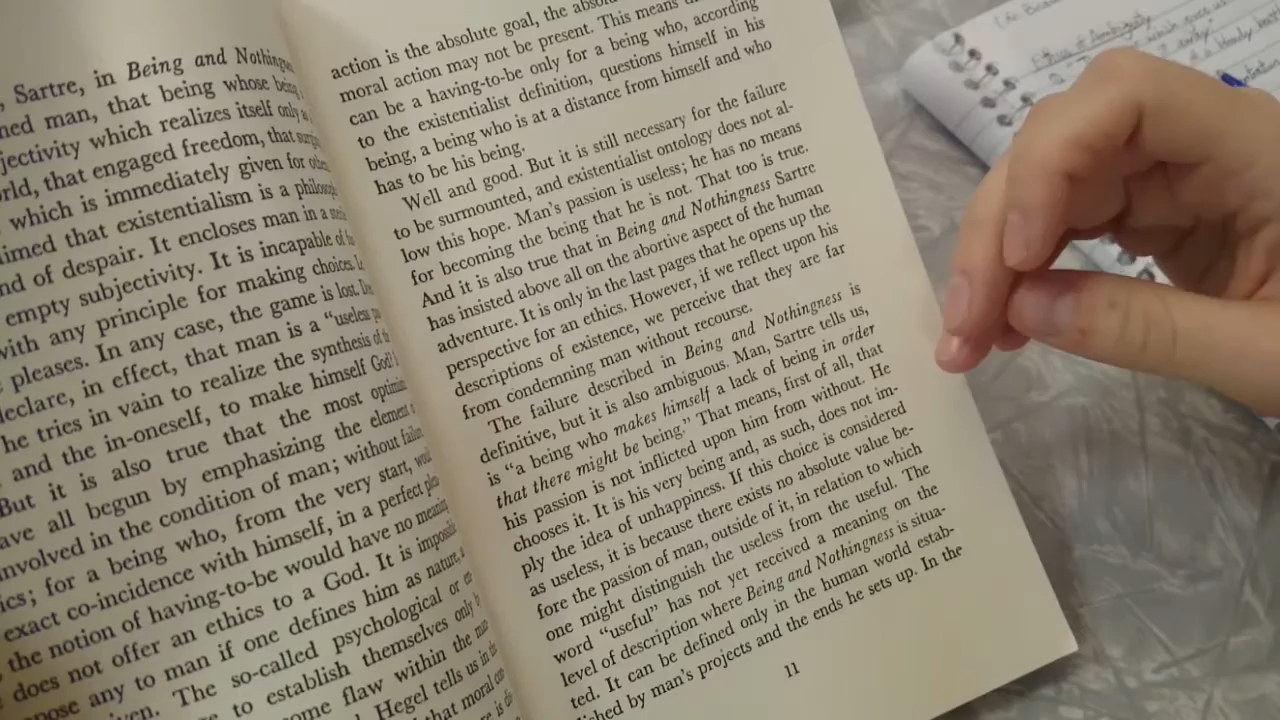 , Sartre, in Being and Nothingn
ned man, that being whose being
jectivity which realizes itself only a
orld, that engaged freedom, that surg
which is immediately given for othe
aimed that existentialism is a philosop
nd of despair. It encloses man in a
empty subjectivity. It is incapable of
with any principle for making choices.
pleases. In any case, the game is lost.
declare, in effect, that man is a "useless
he tries in vain to realize the synthesis of
and the in-oneself, to make himself God?
But it is also true that the most optimis
ave all begun by emphasizing the element
involved in the condition of man; without failure,
ics; for a being who, from the very start,
exact co-incidence with himself, in a perfect
the notion of having-to-be would have no meaning
does not offer an ethics to a God. It is impossi
pose any to man if one defines him as nature,
iven. The so-called psychological or
to establish themselves only
ome flaw within the man
Hegel tells us in the
that moral con
action is the absolute goal, the absolu
moral action may not be present. This means
can be a having-to-be only for a being who, according
to the existentialist definition, questions himself in his
being, a being who is at a distance from himself and who
has to be his being.
Well and good. But it is still necessary for the failure
to be surmounted, and existentialist ontology does not al-
low this hope. Man's passion is useless; he has no means
for becoming the being that he is not. That too is true.
And it is also true that in Being and Nothingness Sartre
has insisted above all on the abortive aspect of the human
adventure. It is only in the last pages that he opens up the
perspective for an ethics. However, if we reflect upon his
descriptions of existence, we perceive that they are far
from condemning man without recourse.
The failure described in Being and Nothingness is
definitive, but it is also ambiguous. Man, Sartre tells us,
is "a being who makes himself a lack of being in order
that there might be being." That means, first of all, that
his passion is not inflicted upon him from without. He
chooses it. It is his very being and, as such, does not im-
ply the idea of unhappiness. If this choice is considered
as useless, it is because there exists no absolute value be-
fore the passion of man, outside of it, in relation to which
one might distinguish the useless from the useful. The
word "useful" has not yet received a meaning on the
level of description where Being and Nothingness is situa-
ted. It can be defined only in the human world estab-
lished by man's projects and the ends he sets up. In the
11
Ethics of Ambiguity